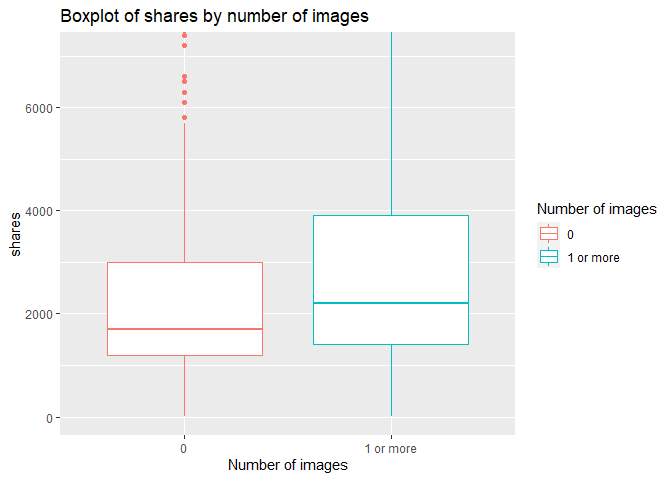 Boxplot of shares by number of images
6000
4000
2000
0
shares
0
1 or more
Number of images
Number of images
0
1 or more